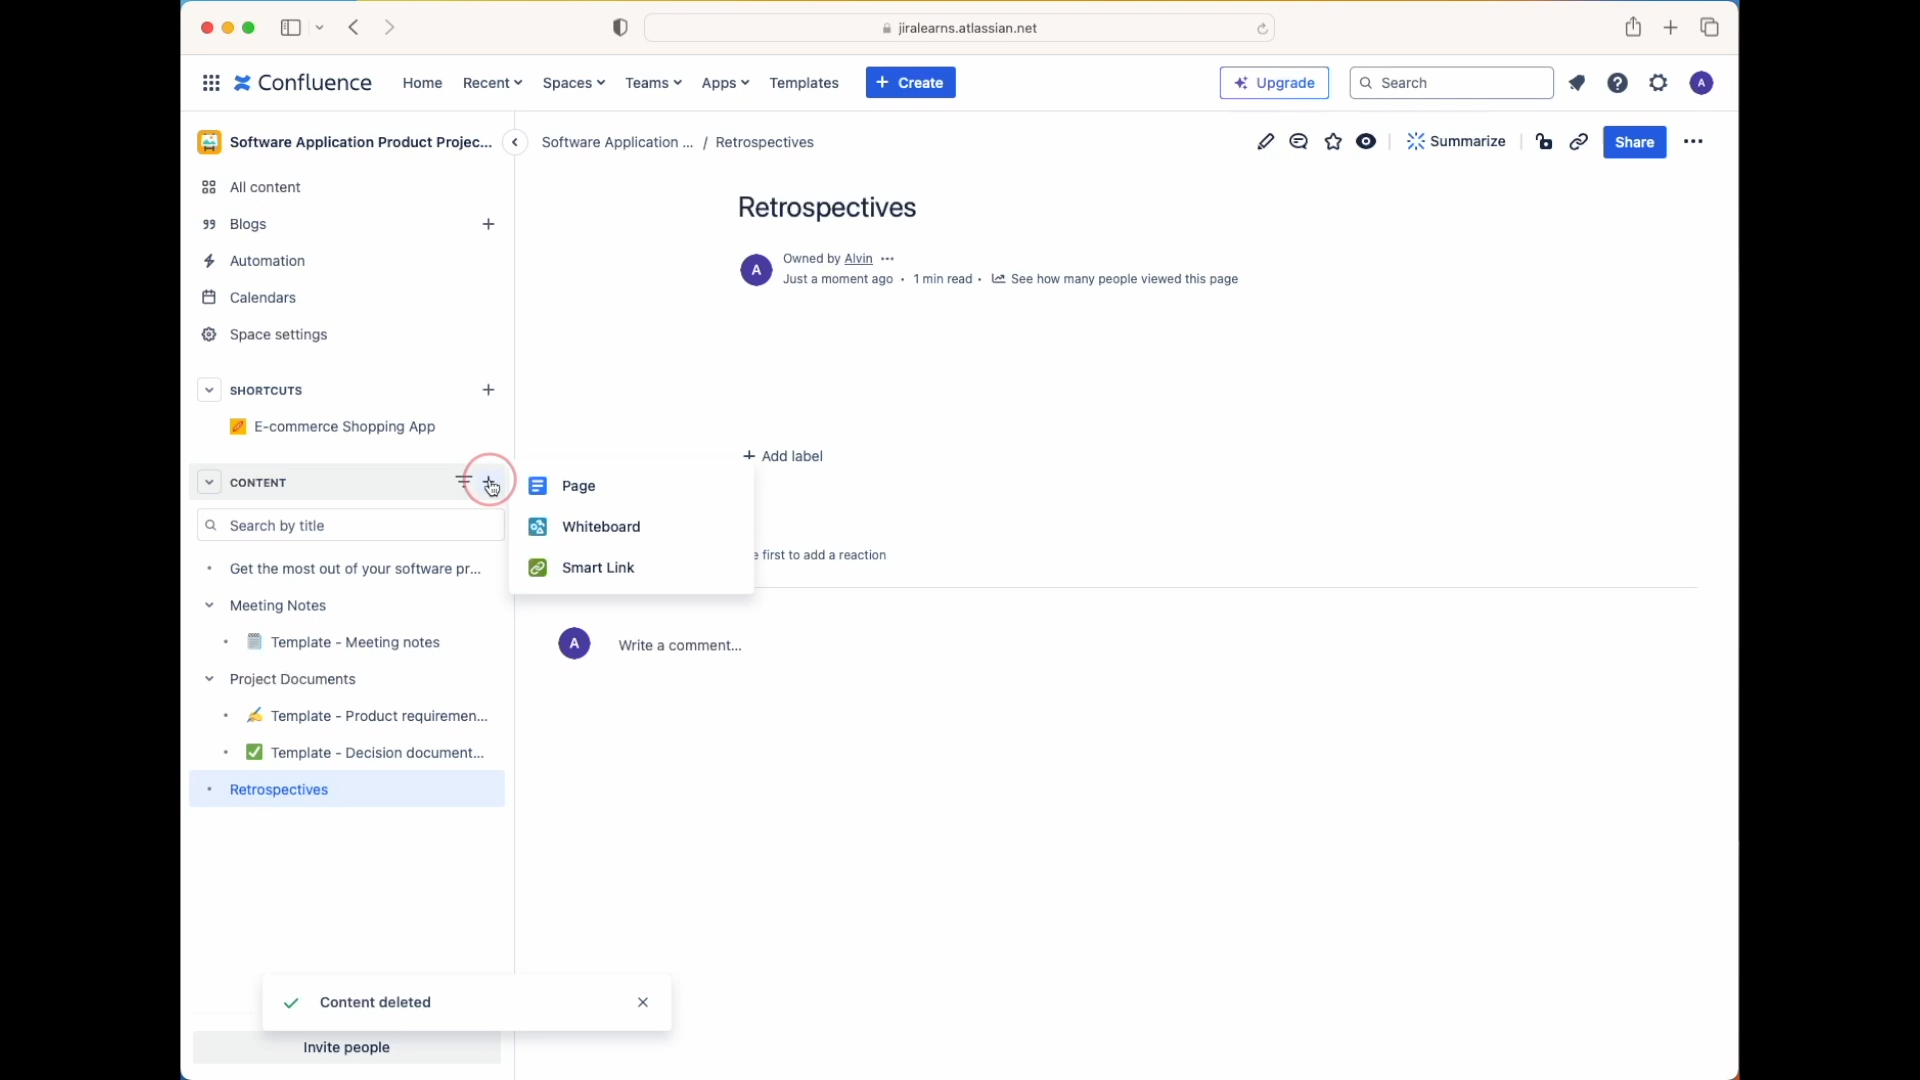 jiralearns.atlassian.net
Confluence Home Recent Spaces Teams Apps Templates + Create Upgrade Search A
Software Application Product Projec...
Software Application ... / Retrospectives
Summarize Share
All content
Blogs
Automation
Calendars
Space settings
SHORTCUTS
E-commerce Shopping App
CONTENT
Search by title
Get the most out of your software pr...
Meeting Notes
Template - Meeting notes
Project Documents
Template - Product requiremen...
Template - Decision document...
Retrospectives
Invite people
Retrospectives
A
Owned by Alvin
Just a moment ago • 1 min read • See how many people viewed this page
+ Add label
Page
Whiteboard
Smart Link
first to add a reaction
A
Write a comment...
Content deleted